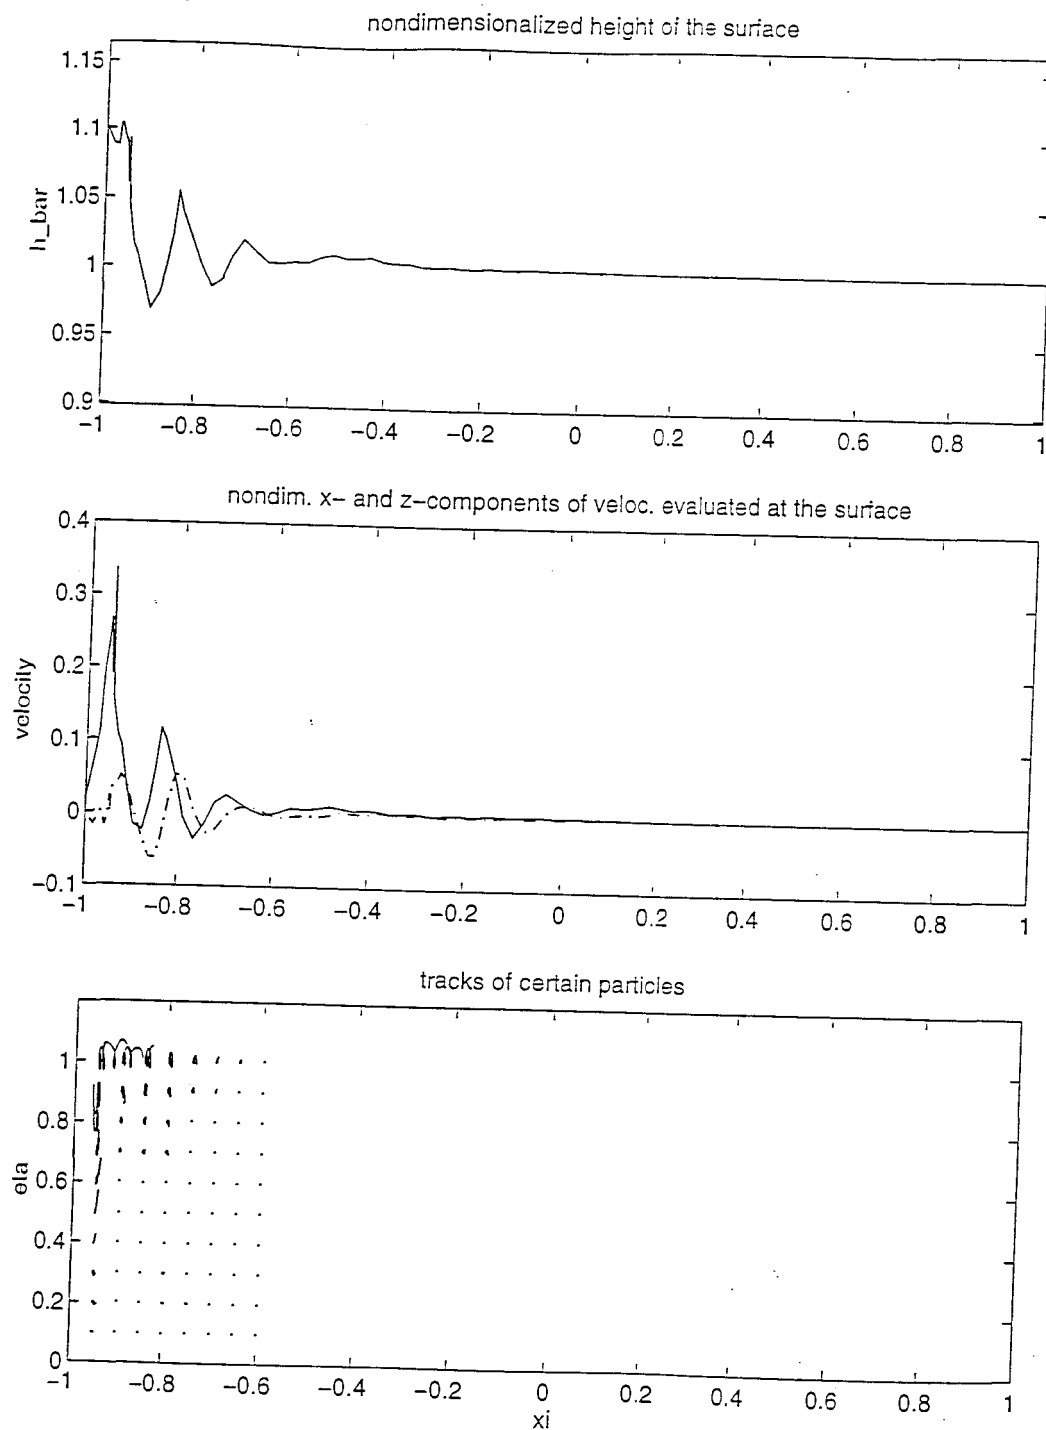 nondimensionalized height of the surface
1.15
1.1
1.05
1
0.95
0.9
h_bar
-1 -0.8 -0.6 -0.4 -0.2 0 0.2 0.4 0.6 0.8 1
nondim. x- and z-components of veloc. evaluated at the surface
0.4
0.3
0.2
0.1
0
-0.1
velocity
-1 -0.8 -0.6 -0.4 -0.2 0 0.2 0.4 0.6 0.8 1
tracks of certain particles
1
0.8
0.6
0.4
0.2
0
eta
-1 -0.8 -0.6 -0.4 -0.2 0 0.2 0.4 0.6 0.8 1
xi